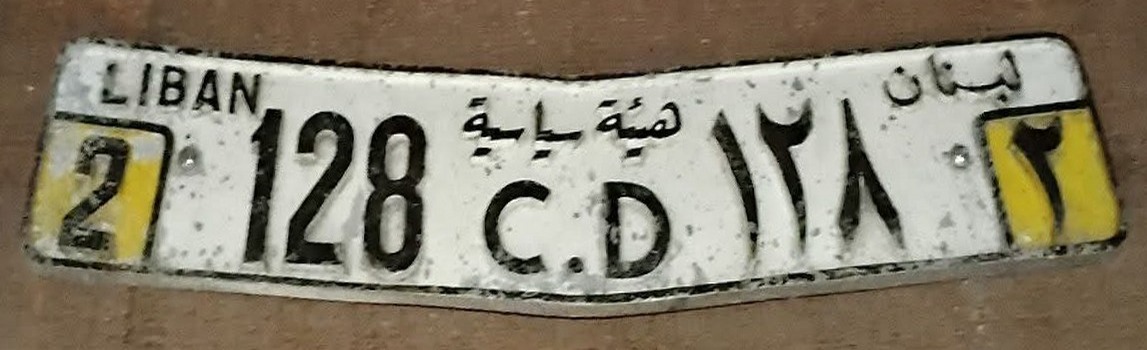 LIBAN لبنان
2 128 هيئة سياسية ١٢٨ ٢
C.D